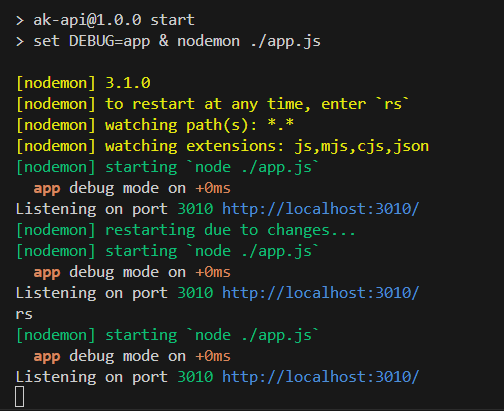 > ak-api@1.0.0 start
> set DEBUG=app & nodemon ./app.js
[nodemon] 3.1.0
[nodemon] to restart at any time, enter `rs`
[nodemon] watching path(s): *.*
[nodemon] watching extensions: js,mjs,cjs,json
[nodemon] starting `node ./app.js`
app debug mode on +0ms
Listening on port 3010 http://localhost:3010/
[nodemon] restarting due to changes...
[nodemon] starting `node ./app.js`
app debug mode on +0ms
Listening on port 3010 http://localhost:3010/
rs
[nodemon] starting `node ./app.js`
app debug mode on +0ms
Listening on port 3010 http://localhost:3010/